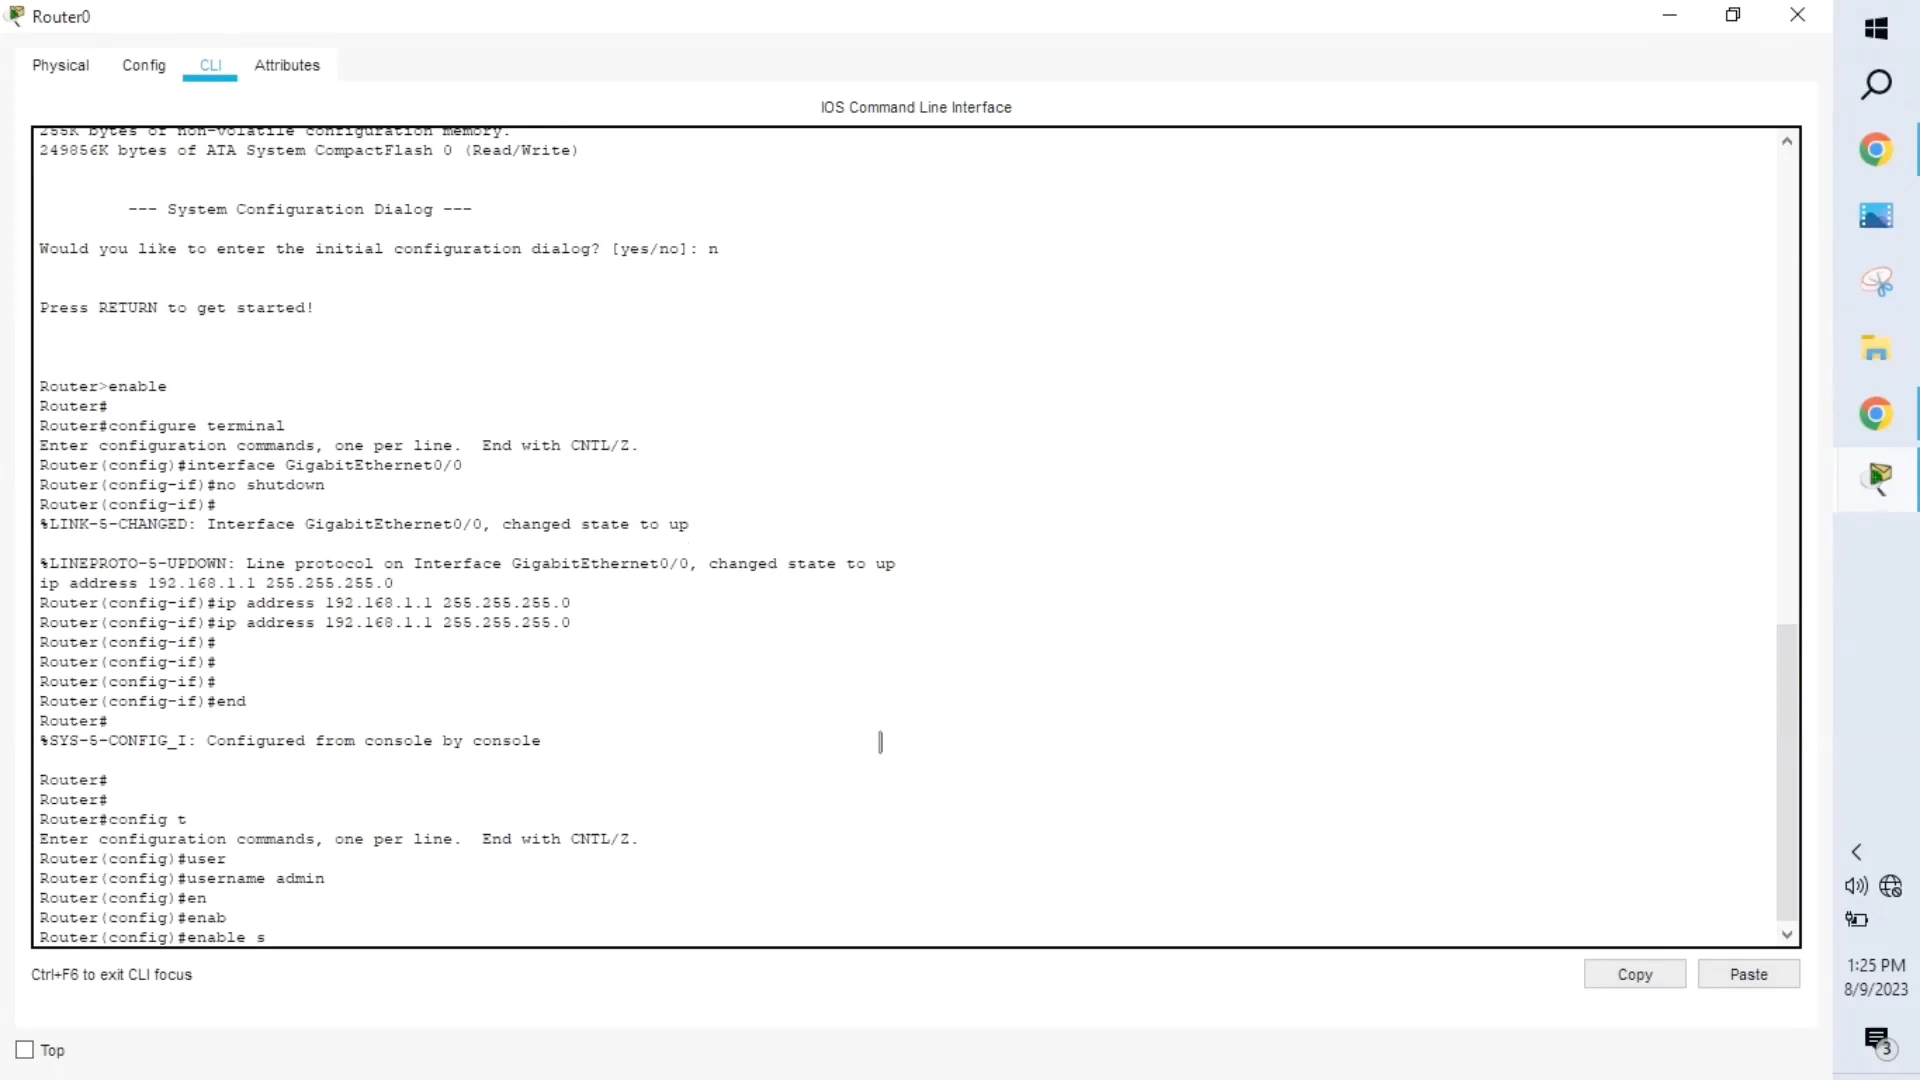 Router0
Physical Config CLI Attributes
IOS Command Line Interface
255K bytes of non-volatile configuration memory.
249856K bytes of ATA System CompactFlash 0 (Read/Write)
--- System Configuration Dialog ---
Would you like to enter the initial configuration dialog? [yes/no]: n
Press RETURN to get started!
Router>enable
Router#
Router#configure terminal
Enter configuration commands, one per line.  End with CNTL/Z.
Router(config)#interface GigabitEthernet0/0
Router(config-if)#no shutdown
Router(config-if)#
%LINK-5-CHANGED: Interface GigabitEthernet0/0, changed state to up
%LINEPROTO-5-UPDOWN: Line protocol on Interface GigabitEthernet0/0, changed state to up
ip address 192.168.1.1 255.255.255.0
Router(config-if)#ip address 192.168.1.1 255.255.255.0
Router(config-if)#ip address 192.168.1.1 255.255.255.0
Router(config-if)#
Router(config-if)#
Router(config-if)#
Router(config-if)#end
Router#
%SYS-5-CONFIG_I: Configured from console by console
Router#
Router#
Router#config t
Enter configuration commands, one per line.  End with CNTL/Z.
Router(config)#user
Router(config)#username admin
Router(config)#en
Router(config)#enab
Router(config)#enable s
Ctrl+F6 to exit CLI focus
Copy
Paste
Top
1:25 PM
8/9/2023
3